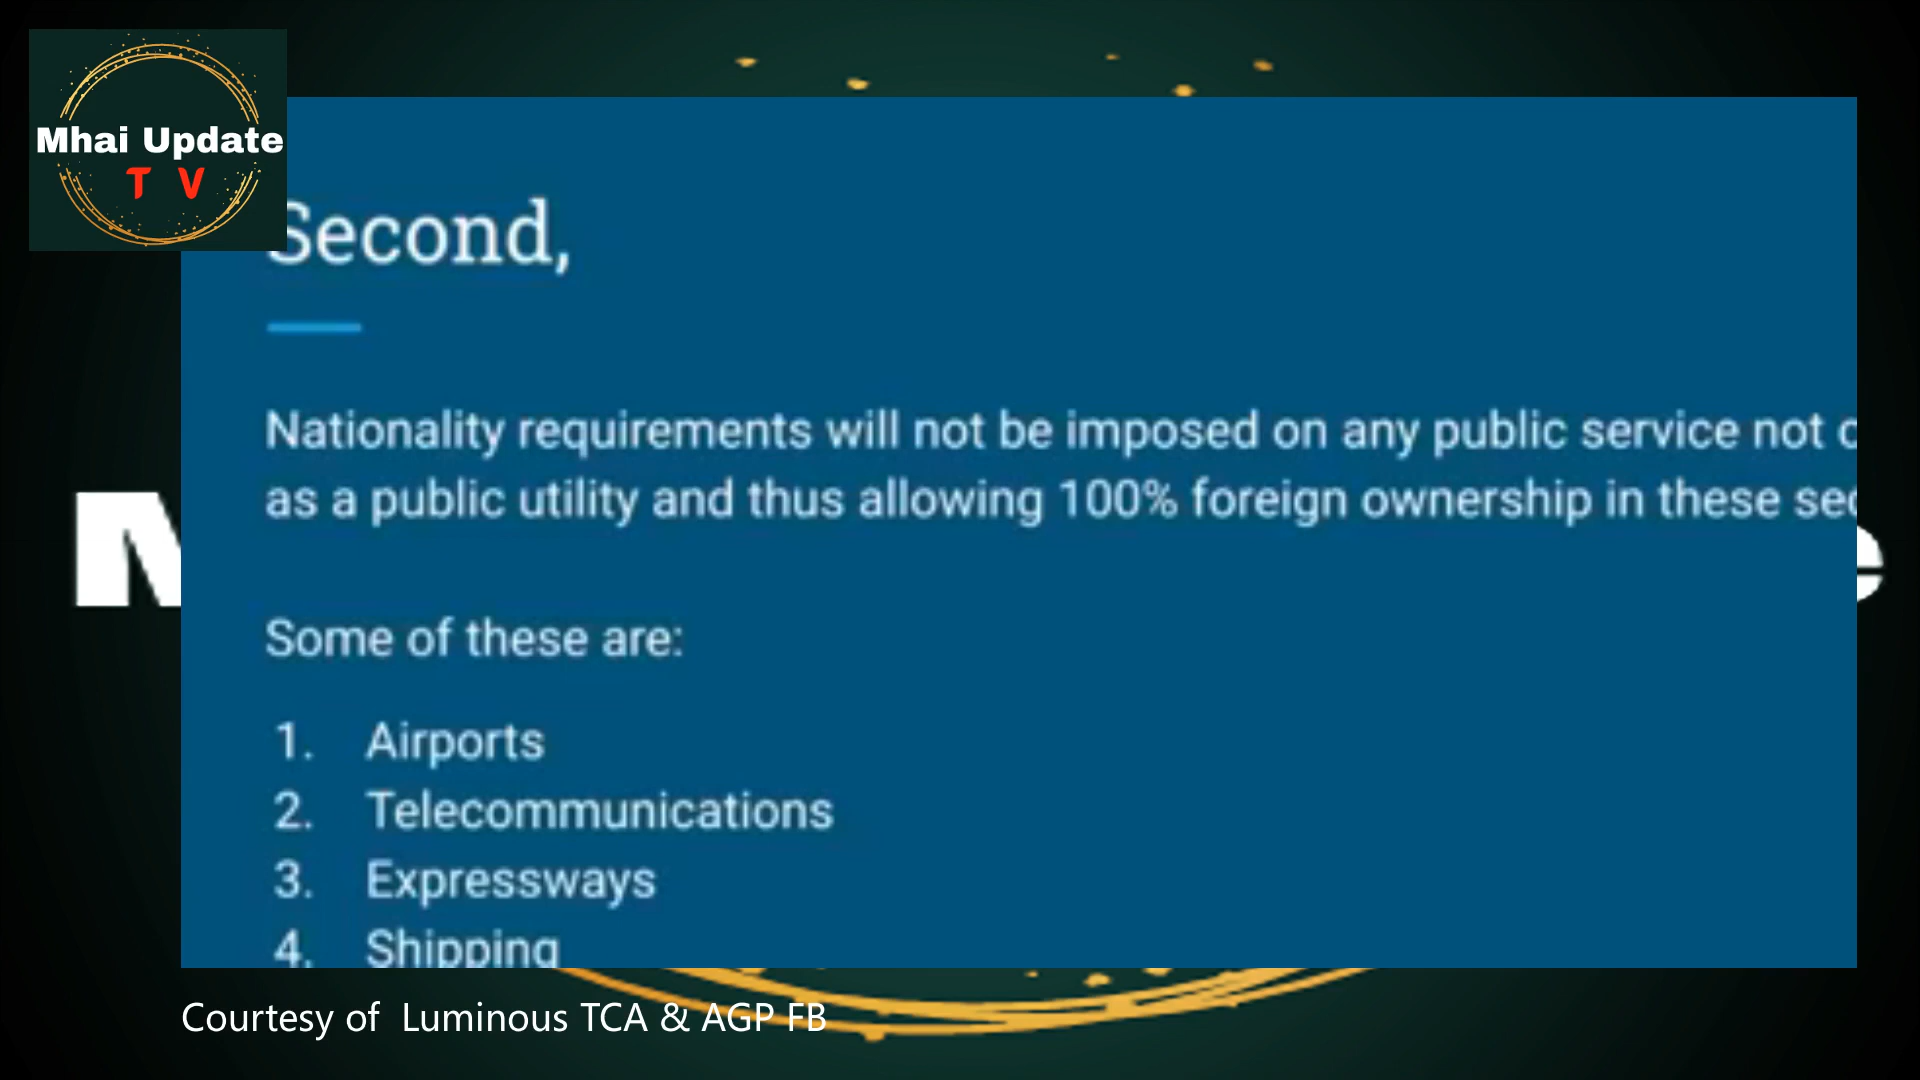 Mhai Update
T V
Second,
Nationality requirements will not be imposed on any public service not
as a public utility and thus allowing 100% foreign ownership in these
Some of these are:
1. Airports
2. Telecommunications
3. Expressways
4. Shipping
Courtesy of Luminous TCA & AGP FB